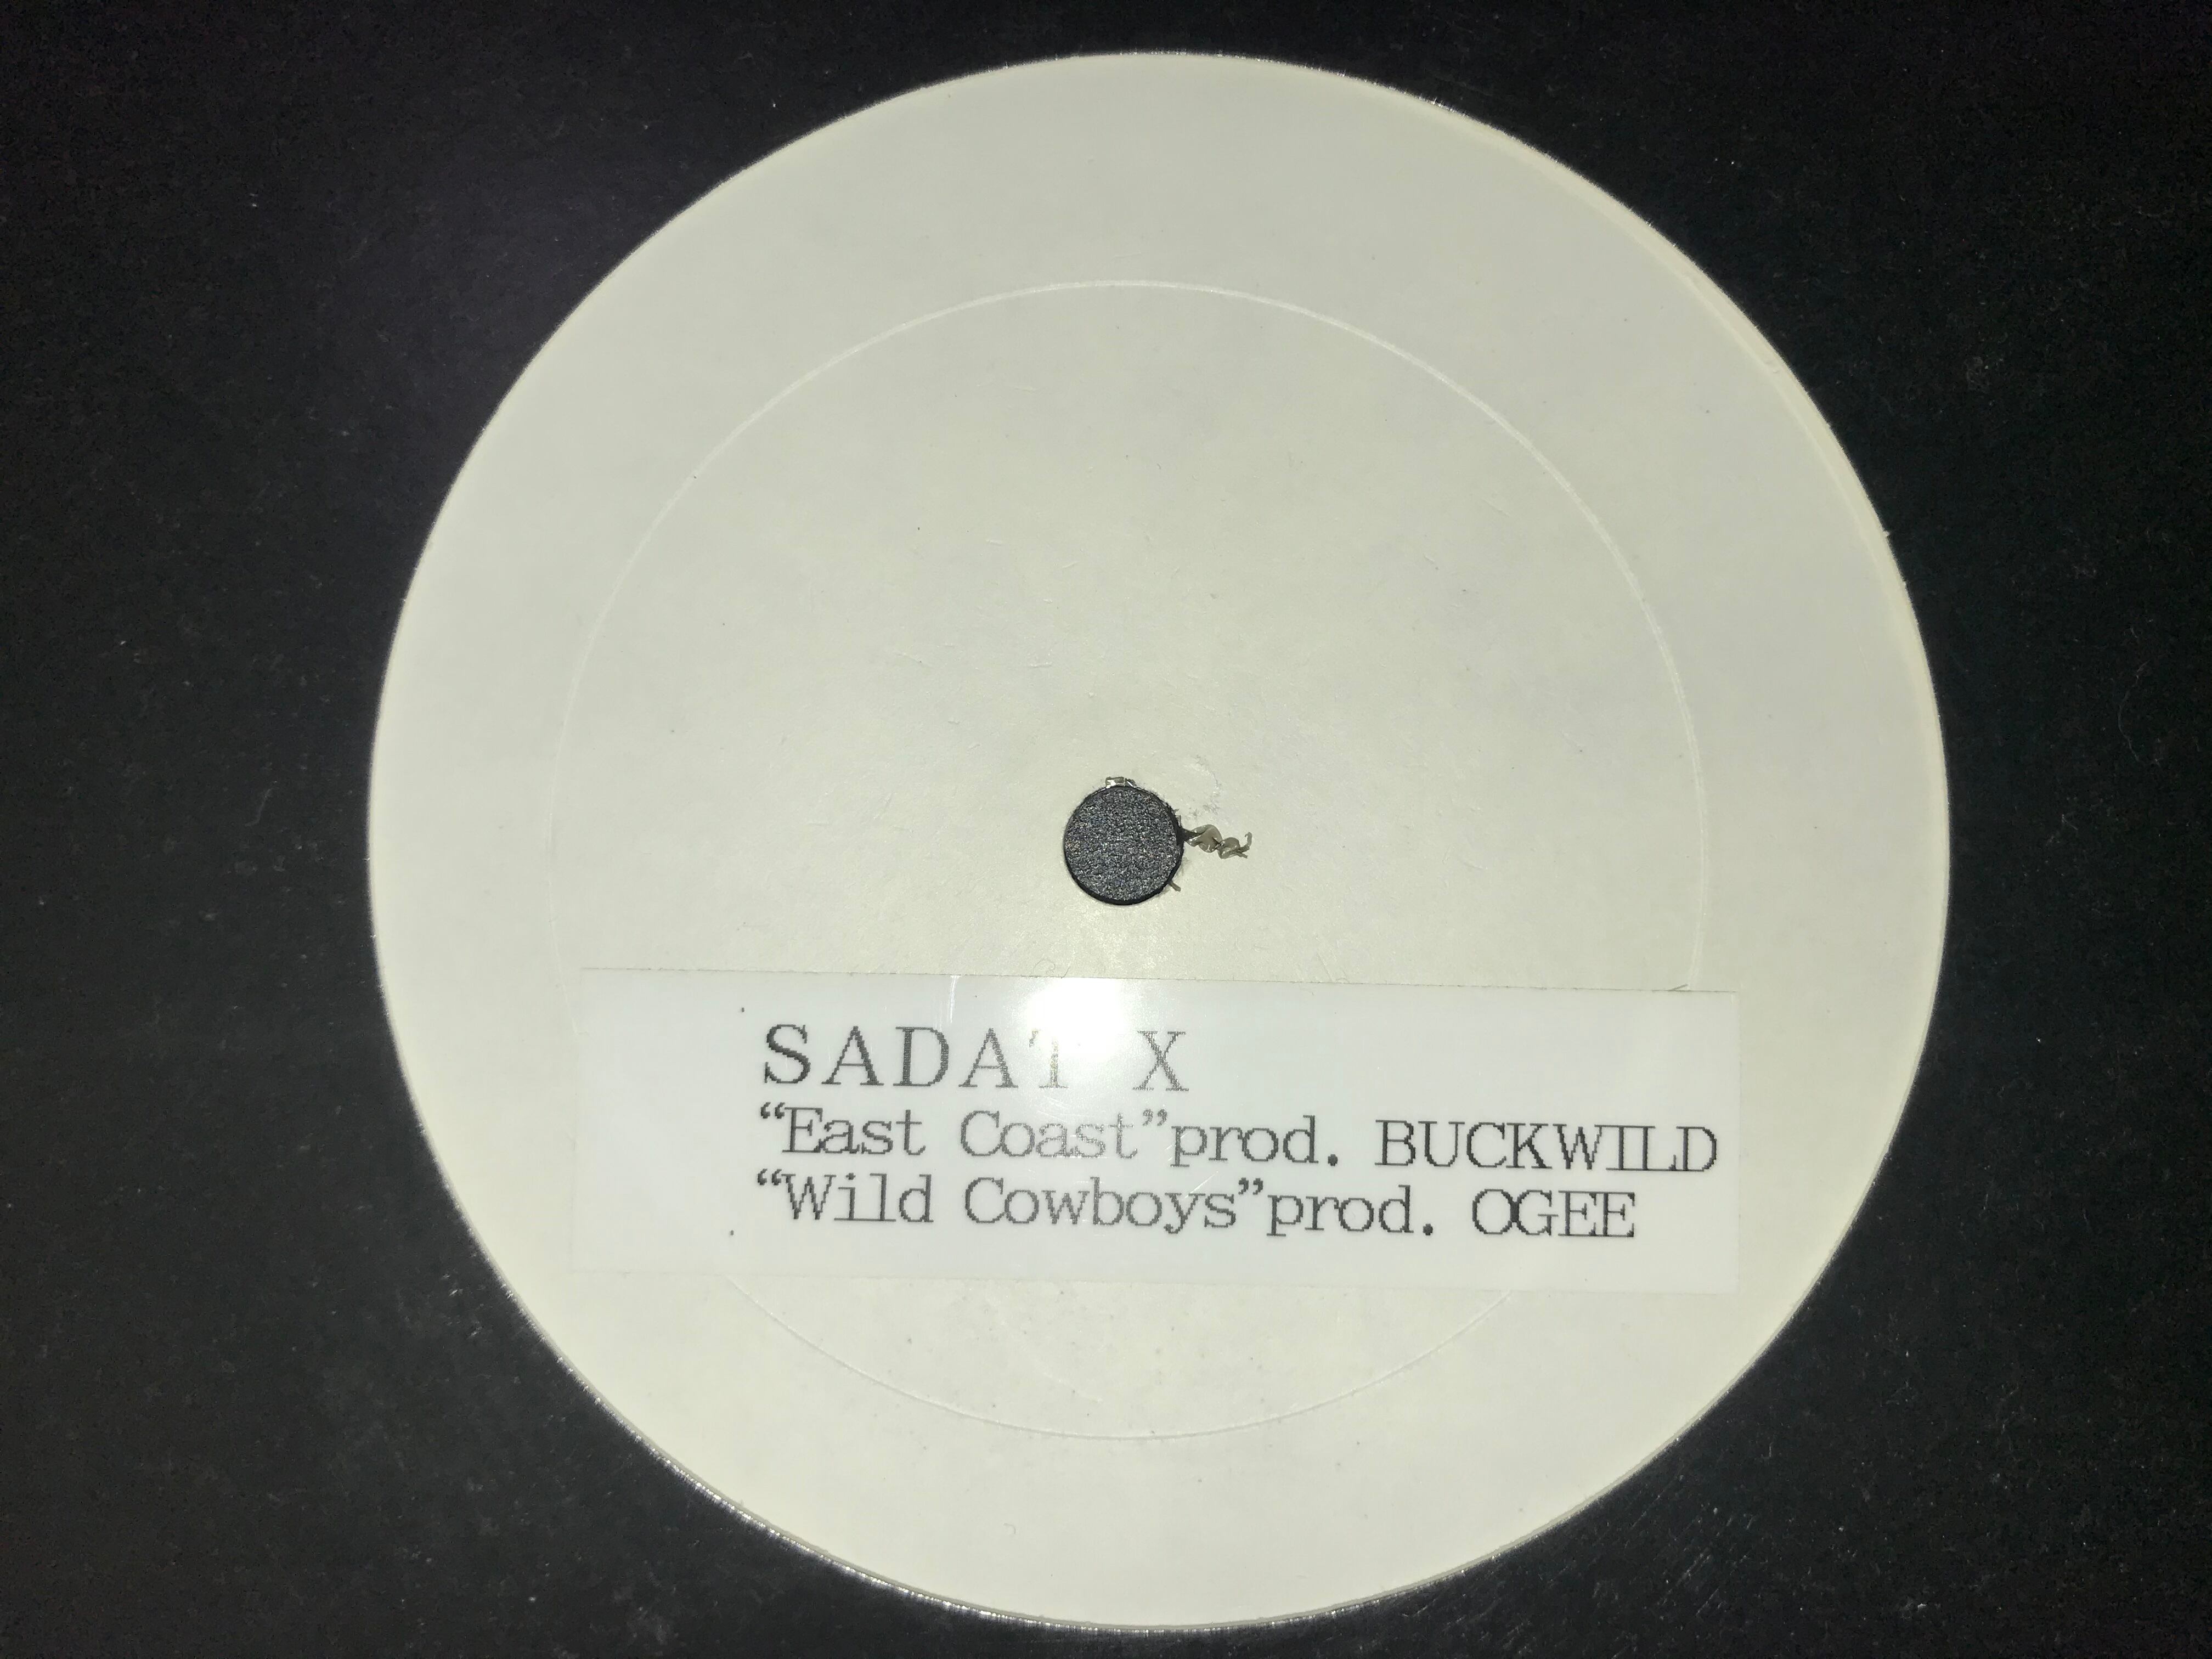 SADAT X
“East Coast”prod. BUCKWILD
“Wild Cowboys”prod. OGEE